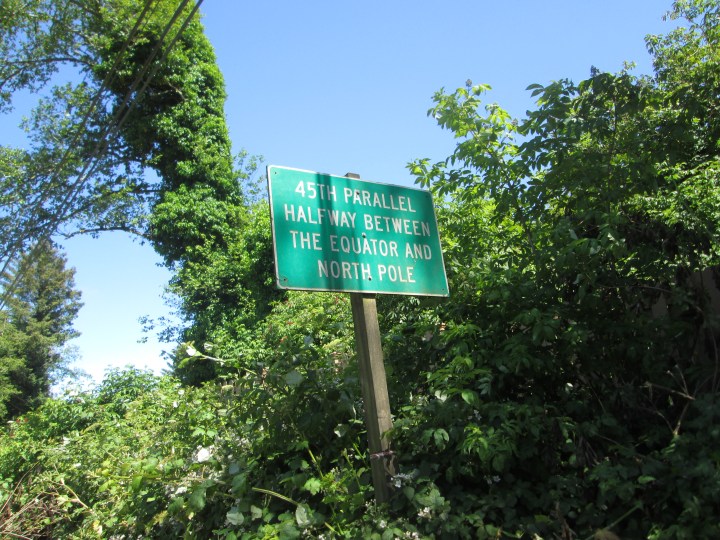 45TH PARALLEL
HALFWAY BETWEEN
THE EQUATOR AND
NORTH POLE